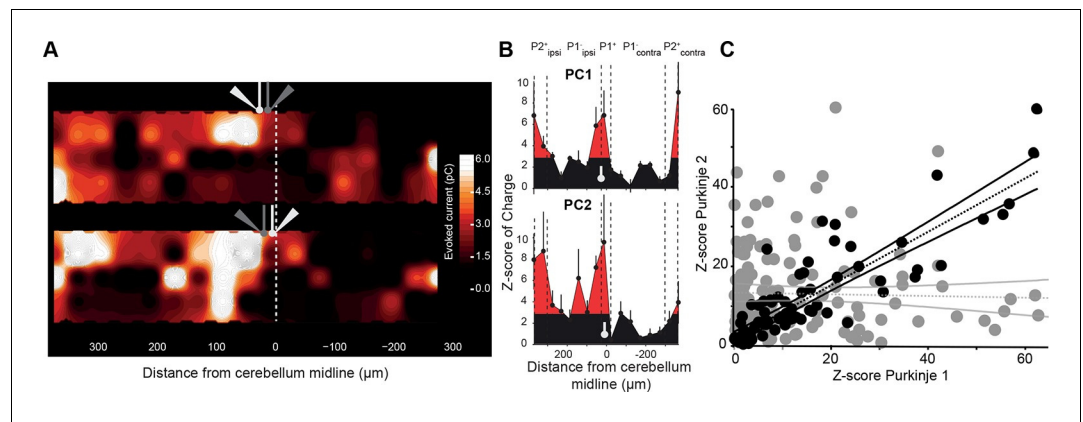 A
6.0
4.5
3.0
1.5
0.0
Evoked current (pC)
300 200 100 0 −100 −200 300
Distance from cerebellum midline (µm)
B
P2+ipsi P1-ipsi P1+ P1-contra P2+contra
PC1
10
8
6
4
2
0
PC2
10
8
6
4
2
0
Z-score of Charge
200 0 -200
Distance from cerebellum
midline (µm)
C
60
40
20
0
Z-score Purkinje 2
0 20 40 60
Z-score Purkinje 1